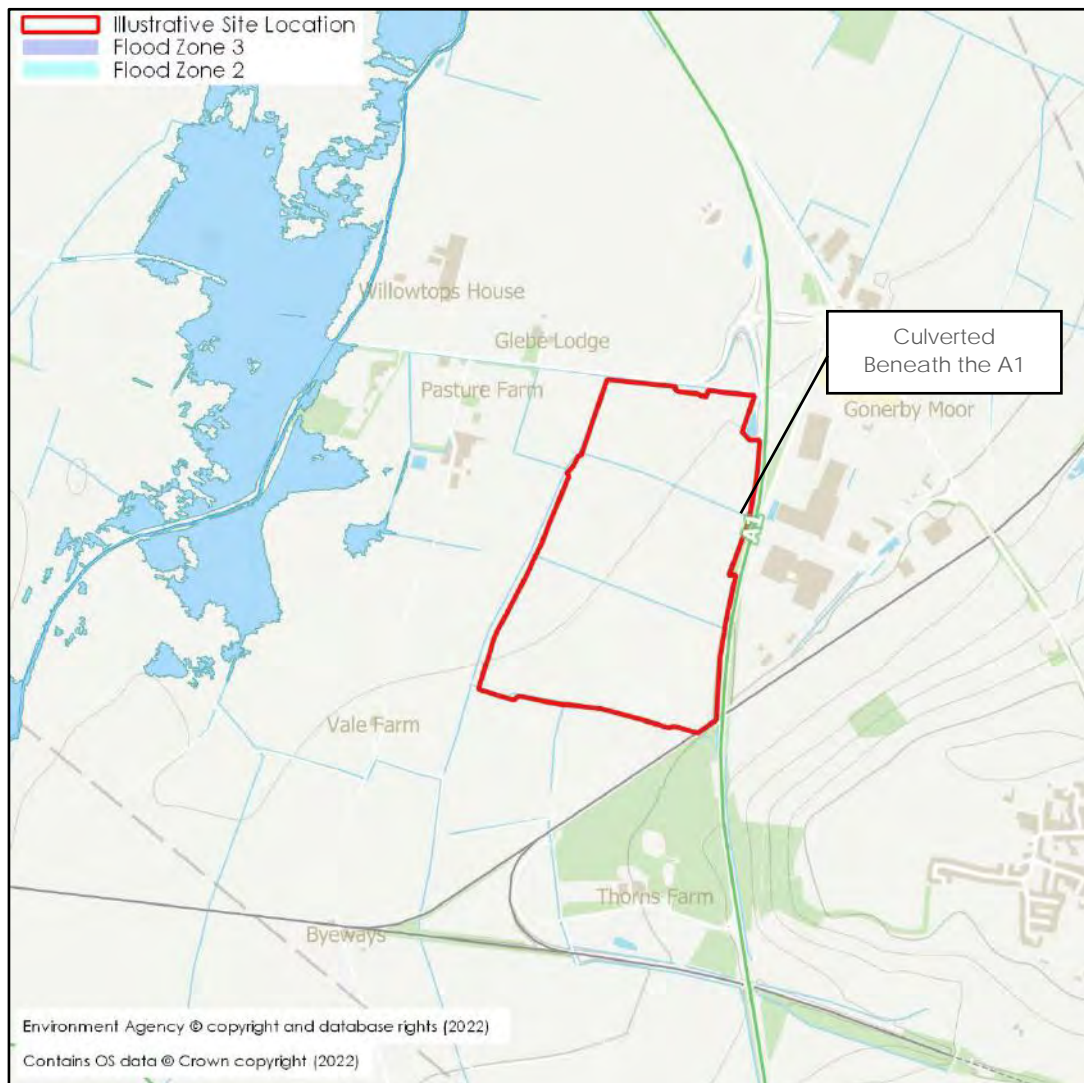 Illustrative Site Location
Flood Zone 3
Flood Zone 2
Willowtops House
Glebe Lodge
Pasture Farm
Culverted
Beneath the A1
Gonerby Moor
A1
Vale Farm
Thorns Farm
Byeways
Environment Agency © copyright and database rights (2022)
Contains OS data © Crown copyright (2022)